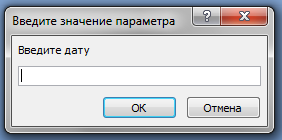 Введите значение параметра
Введите дату
ОК
Отмена